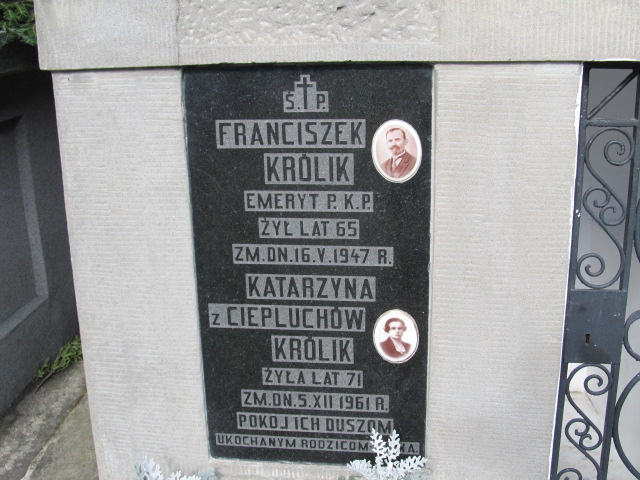 Ś.P.
FRANCISZEK
KRÓLIK
EMERYT P.K.P.
ŻYŁ LAT 65
ZM.DN.16.V.1947 R.
KATARZYNA
z CIEPLUCHÓW
KRÓLIK
ŻYŁA LAT 71
ZM.DN.5.XII 1961 R.
POKÓJ ICH DUSZOM
UKOCHANYM RODZICOM